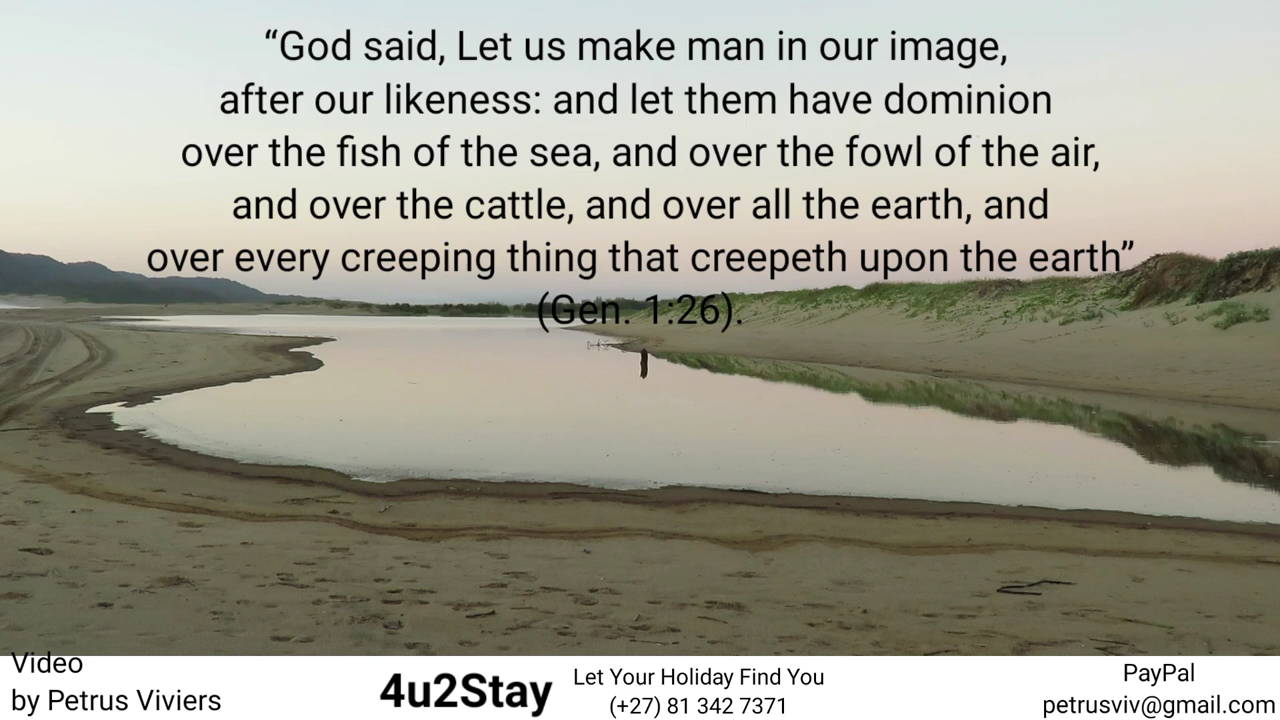 “God said, Let us make man in our image,
after our likeness: and let them have dominion
over the fish of the sea, and over the fowl of the air,
and over the cattle, and over all the earth, and
over every creeping thing that creepeth upon the earth”
(Gen. 1:26).
Video
by Petrus Viviers
4u2Stay
Let Your Holiday Find You
(+27) 81 342 7371
PayPal
petrusviv@gmail.com